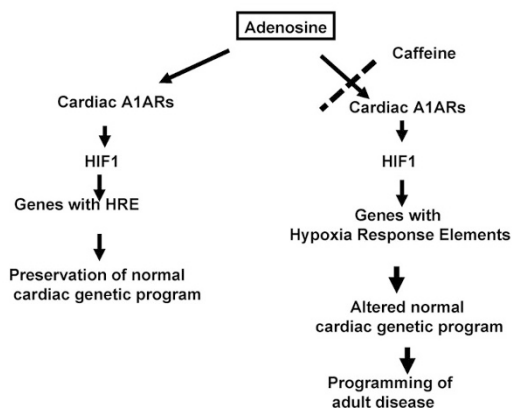 Adenosine
Caffeine
Cardiac A1ARs
HIF1
Genes with HRE
Preservation of normal
cardiac genetic program
Cardiac A1ARs
HIF1
Genes with
Hypoxia Response Elements
Altered normal
cardiac genetic program
Programming of
adult disease